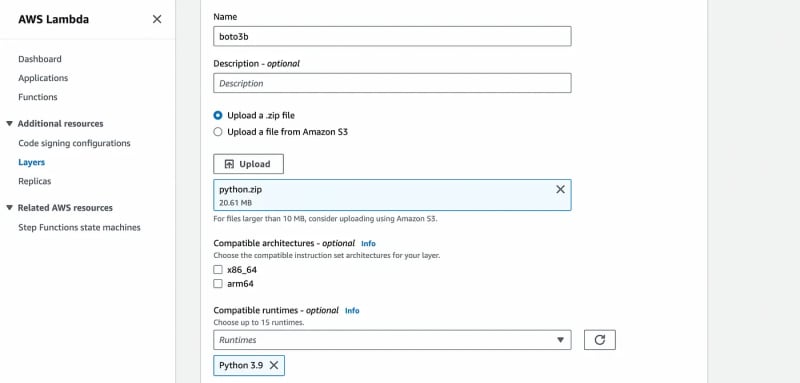 AWS Lambda
Dashboard
Applications
Functions
Additional resources
Code signing configurations
Layers
Replicas
Related AWS resources
Step Functions state machines
Name
boto3b
Description - optional
Description
Upload a .zip file
Upload a file from Amazon S3
Upload
python.zip
20.61 MB
For files larger than 10 MB, consider uploading using Amazon S3.
Compatible architectures - optional Info
Choose the compatible instruction set architectures for your layer.
x86_64
arm64
Compatible runtimes - optional Info
Choose up to 15 runtimes.
Runtimes
Python 3.9